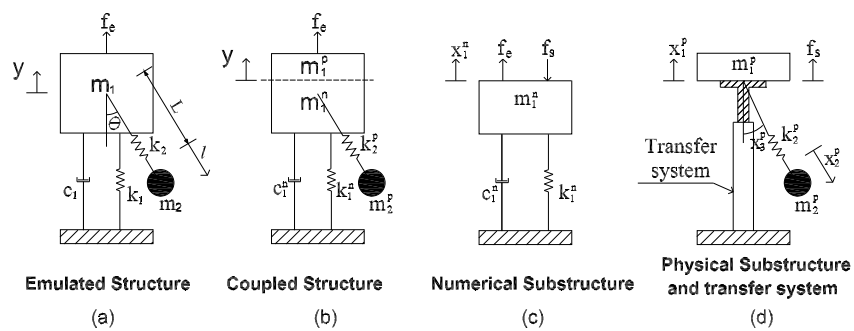 f_e
y
m_1
L
Θ
k_2
l
c_1
k_1
m_2
Emulated Structure
(a)
f_e
y
m_1^p
m_1^n
k_2^p
c_1^n
k_1^n
m_2^p
Coupled Structure
(b)
x_1^n
f_e
f_s
m_1^n
c_1^n
k_1^n
Numerical Substructure
(c)
x_1^p
m_1^p
f_s
Transfer
system
x_3^p
k_2^p
x_2^p
m_2^p
Physical Substructure
and transfer system
(d)